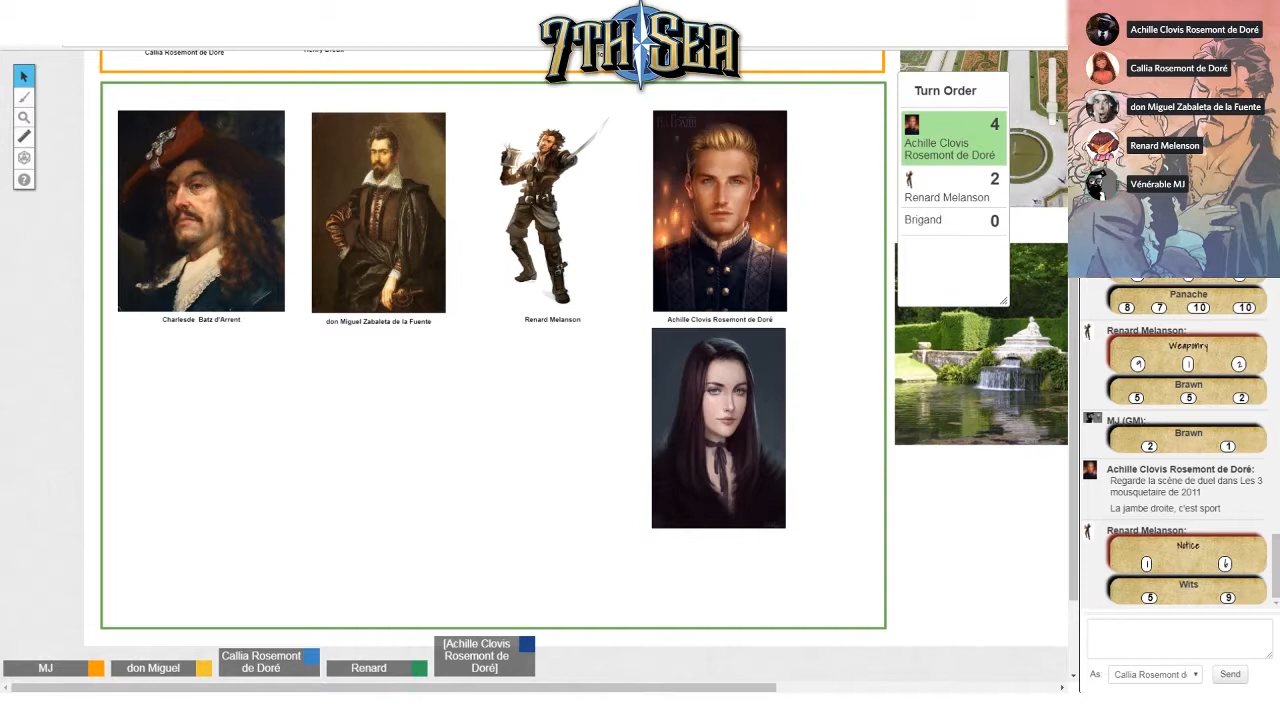 7TH SEA
Callia Rosemont de Doré
Charlesde Batz d'Arrent
don Miguel Zabaleta de la Fuente
Renard Melanson
Achille Clovis Rosemont de Doré
Turn Order
4
Achille Clovis
Rosemont de Doré
2
Renard Melanson
Brigand
0
Achille Clovis Rosemont de Doré
Callia Rosemont de Doré
don Miguel Zabaleta de la Fuente
Renard Melenson
Vénérable MJ
Panache
8 7 10 10
Renard Melanson:
Weaponry
9 1 2
Brawn
5 5 2
MJ (GM):
Brawn
2 1
Achille Clovis Rosemont de Doré:
Regarde la scène de duel dans Les 3
mousquetaire de 2011
La jambe droite, c'est sport
Renard Melanson:
Notice
1 6
Wits
5 9
As:
Callia Rosemont d
Send
MJ
don Miguel
Callia Rosemont
de Doré
Renard
[Achille Clovis
Rosemont de
Doré]